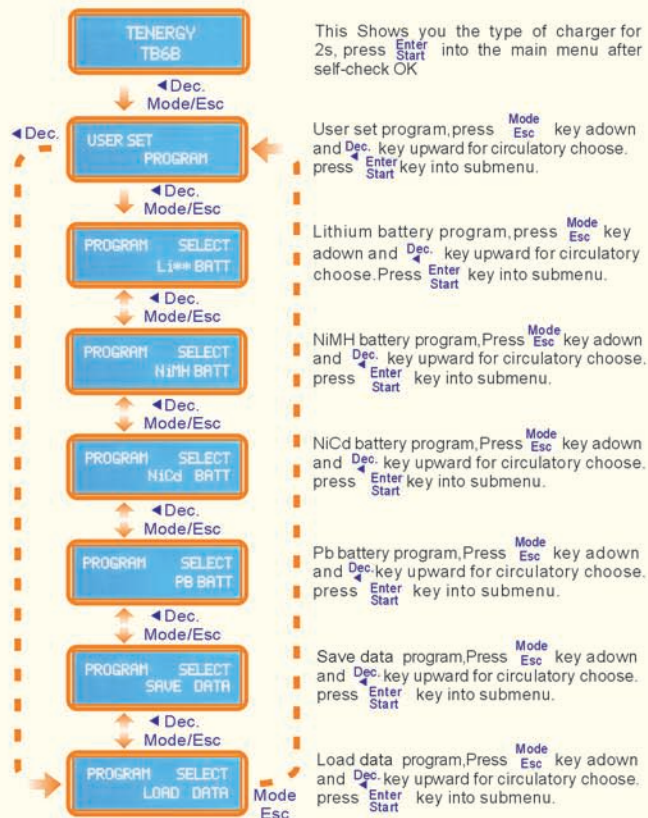 TENERGY
TB6B
This Shows you the type of charger for
2s, press Enter Start into the main menu after
self-check OK
◄Dec.
Mode/Esc
◄Dec.
USER SET
PROGRAM
User set program,press Mode Esc key adown
and Dec. ◄ key upward for circulatory choose.
press Enter Start key into submenu.
◄Dec.
Mode/Esc
PROGRAM SELECT
Li** BATT
Lithium battery program,press Mode Esc key
adown and Dec. ◄ key upward for circulatory
choose.Press Enter Start key into submenu.
◄Dec.
Mode/Esc
PROGRAM SELECT
NiMH BATT
NiMH battery program,Press Mode Esc key adown
and Dec. ◄ key upward for circulatory choose.
press Enter Start key into submenu.
◄Dec.
Mode/Esc
PROGRAM SELECT
NiCd BATT
NiCd battery program,Press Mode Esc key adown
and Dec. ◄ key upward for circulatory choose.
press Enter Start key into submenu.
◄Dec.
Mode/Esc
PROGRAM SELECT
PB BATT
Pb battery program,Press Mode Esc key adown
and Dec. ◄ key upward for circulatory choose.
press Enter Start key into submenu.
◄Dec.
Mode/Esc
PROGRAM SELECT
SAVE DATA
Save data program,Press Mode Esc key adown
and Dec. ◄ key upward for circulatory choose.
press Enter Start key into submenu.
◄Dec.
Mode/Esc
PROGRAM SELECT
LOAD DATA
Mode
Esc
Load data program,Press Mode Esc key adown
and Dec. ◄ key upward for circulatory choose.
press Enter Start key into submenu.